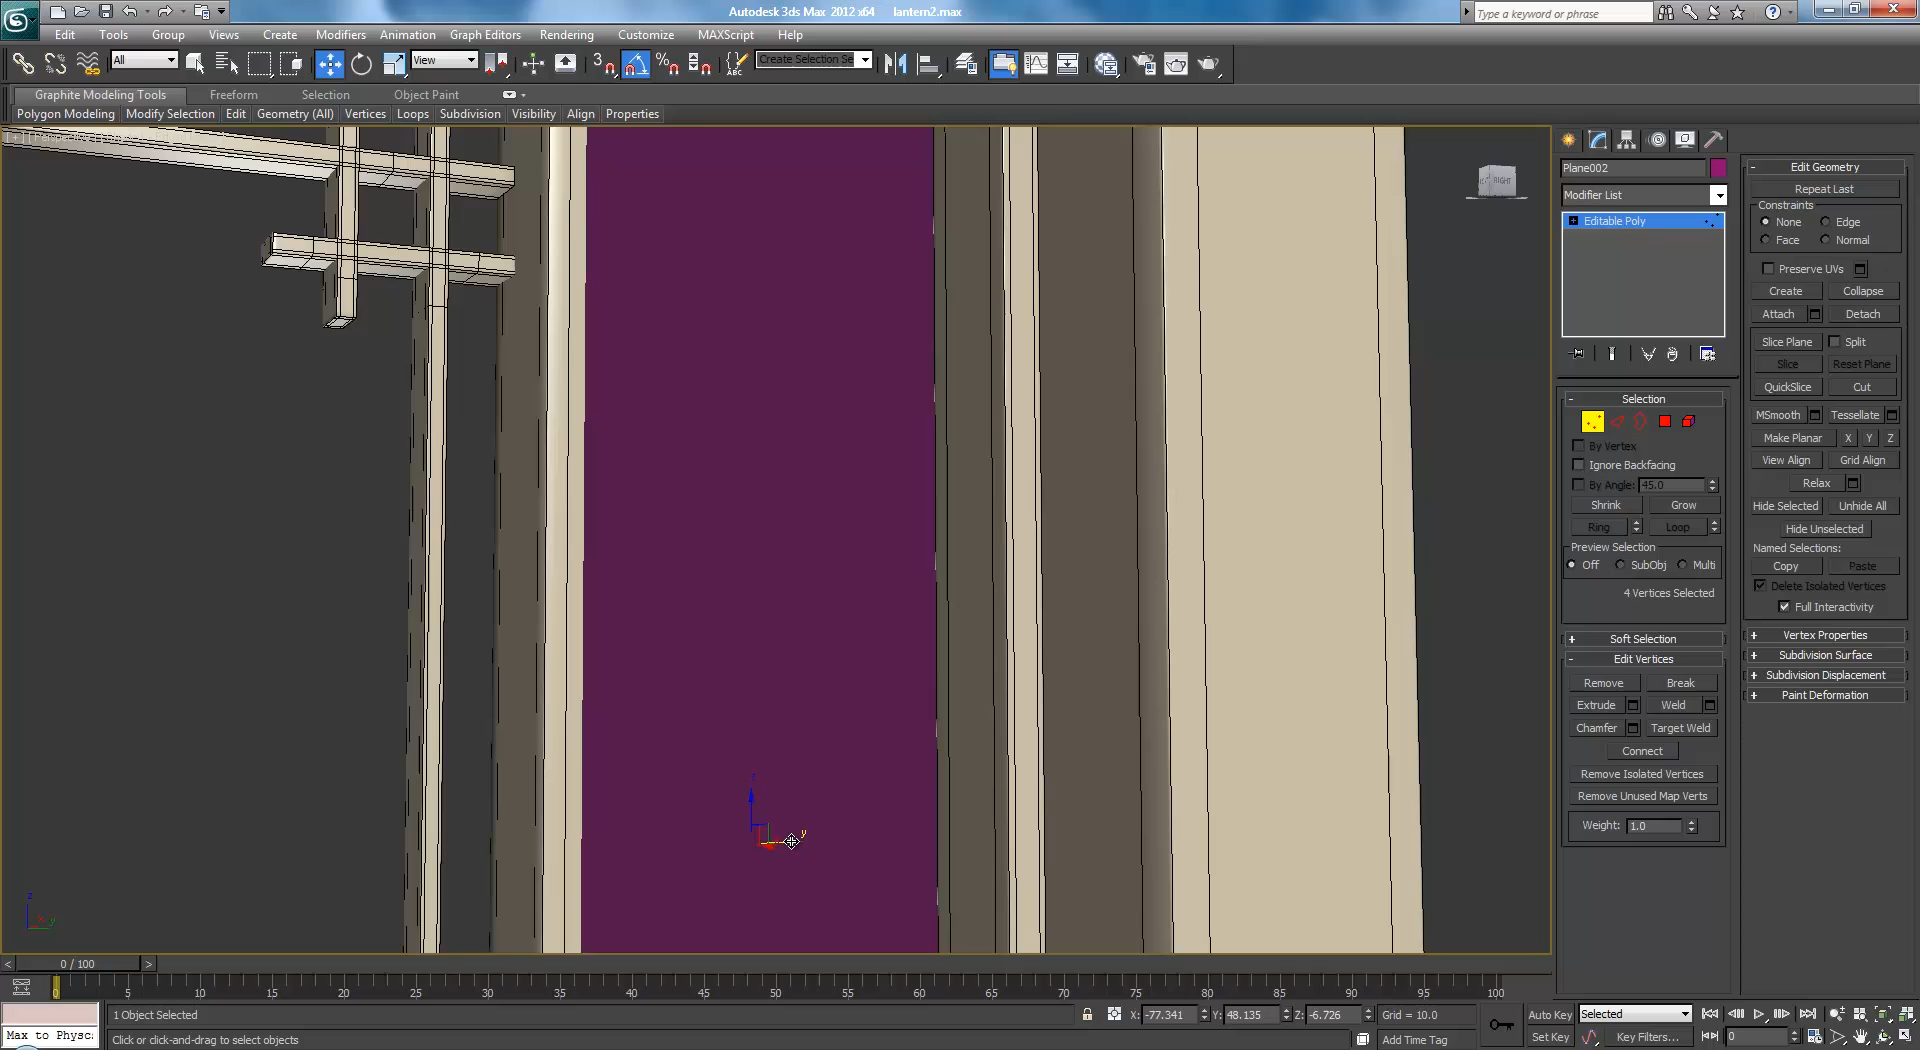 Autodesk 3ds Max 2012 x64 lantern2.max
Type a keyword or phrase
Edit Tools Group Views Create Modifiers Animation Graph Editors Rendering Customize MAXScript Help
All View Create Selection Se
Graphite Modeling Tools Freeform Selection Object Paint
Polygon Modeling Modify Selection Edit Geometry (All) Vertices Loops Subdivision Visibility Align Properties
RIGHT
z
y
z
x y
Plane002
Modifier List
Editable Poly
- Selection
By Vertex
Ignore Backfacing
By Angle: 45.0
Shrink Grow
Ring Loop
Preview Selection
Off SubObj Multi
4 Vertices Selected
+ Soft Selection
- Edit Vertices
Remove Break
Extrude Weld
Chamfer Target Weld
Connect
Remove Isolated Vertices
Remove Unused Map Verts
Weight: 1.0
- Edit Geometry
Repeat Last
Constraints
None Edge
Face Normal
Preserve UVs
Create Collapse
Attach Detach
Slice Plane Split
Slice Reset Plane
QuickSlice Cut
MSmooth Tessellate
Make Planar X Y Z
View Align Grid Align
Relax
Hide Selected Unhide All
Hide Unselected
Named Selections:
Copy Paste
Delete Isolated Vertices
Full Interactivity
+ Vertex Properties
+ Subdivision Surface
+ Subdivision Displacement
+ Paint Deformation
< 0 / 100 >
0 5 10 15 20 25 30 35 40 45 50 55 60 65 70 75 80 85 90 95 100
1 Object Selected X: -77.341 Y: 48.135 Z: -6.726 Grid = 10.0 Auto Key Selected
Max to Physc: Click or click-and-drag to select objects Add Time Tag Set Key Key Filters... 0